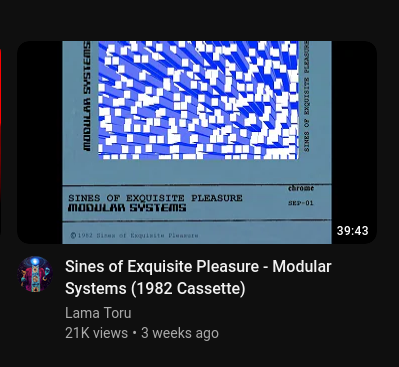 MODULAR SYSTEMS
SINES OF EXQUISITE PLEASURE
SINES OF EXQUISITE PLEASURE
MODULAR SYSTEMS
chrome
SEP-01
©1982 Sines of Exquisite Pleasure
39:43
Sines of Exquisite Pleasure - Modular
Systems (1982 Cassette)
Lama Toru
21K views • 3 weeks ago